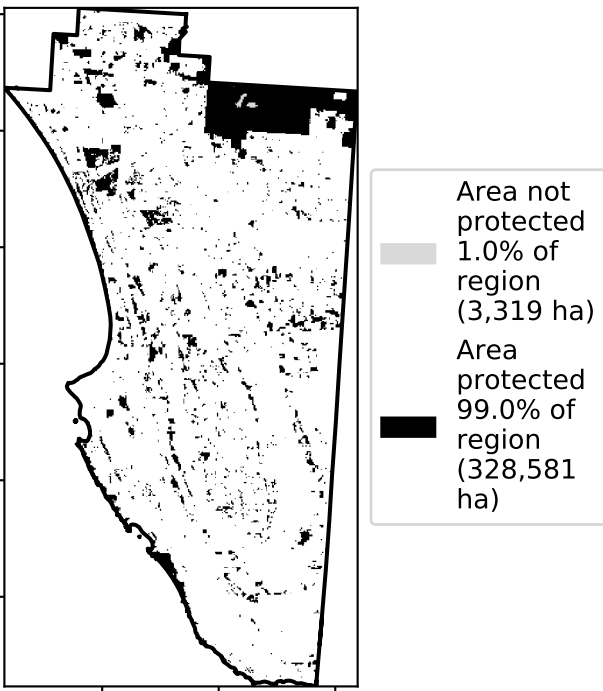 Area not
protected
1.0% of
region
(3,319 ha)
Area
protected
99.0% of
region
(328,581
ha)